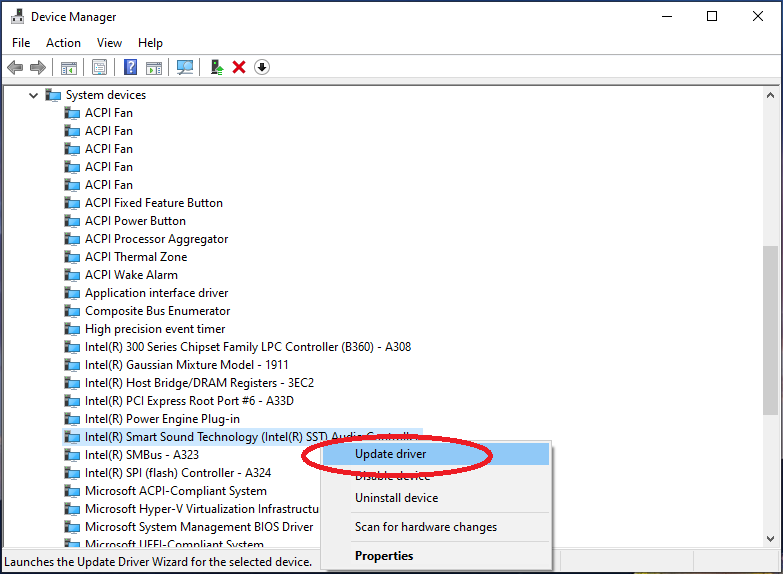 Device Manager
File Action View Help
System devices
ACPI Fan
ACPI Fan
ACPI Fan
ACPI Fan
ACPI Fan
ACPI Fixed Feature Button
ACPI Power Button
ACPI Processor Aggregator
ACPI Thermal Zone
ACPI Wake Alarm
Application interface driver
Composite Bus Enumerator
High precision event timer
Intel(R) 300 Series Chipset Family LPC Controller (B360) - A308
Intel(R) Gaussian Mixture Model - 1911
Intel(R) Host Bridge/DRAM Registers - 3EC2
Intel(R) PCI Express Root Port #6 - A33D
Intel(R) Power Engine Plug-in
Intel(R) Smart Sound Technology (Intel(R) SST) Audio Controller
Intel(R) SMBus - A323
Update driver
Intel(R) SPI (flash) Controller - A324
Disable device
Microsoft ACPI-Compliant System
Uninstall device
Microsoft Hyper-V Virtualization Infrastructu
Microsoft System Management BIOS Driver
Scan for hardware changes
Microsoft UEFI-Compliant System
Properties
Launches the Update Driver Wizard for the selected device.